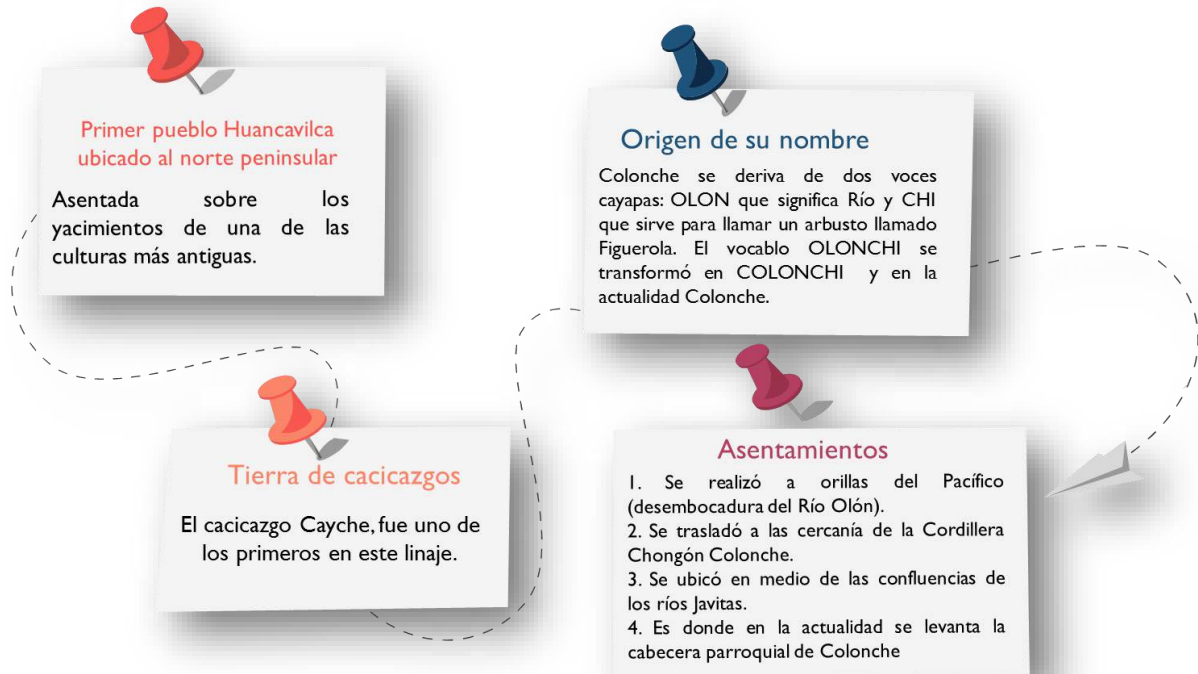 Primer pueblo Huancavilca
ubicado al norte peninsular
Asentada sobre los
yacimientos de una de las
culturas más antiguas.
Tierra de cacicazgos
El cacicazgo Cayche, fue uno de
los primeros en este linaje.
Origen de su nombre
Colonche se deriva de dos voces
cayapas: OLON que significa Río y CHI
que sirve para llamar un arbusto llamado
Figuerola. El vocablo OLONCHI se
transformó en COLONCHI y en la
actualidad Colonche.
Asentamientos
1. Se realizó a orillas del Pacífico
(desembocadura del Río Olón).
2. Se trasladó a las cercanía de la Cordillera
Chongón Colonche.
3. Se ubicó en medio de las confluencias de
los ríos Javitas.
4. Es donde en la actualidad se levanta la
cabecera parroquial de Colonche